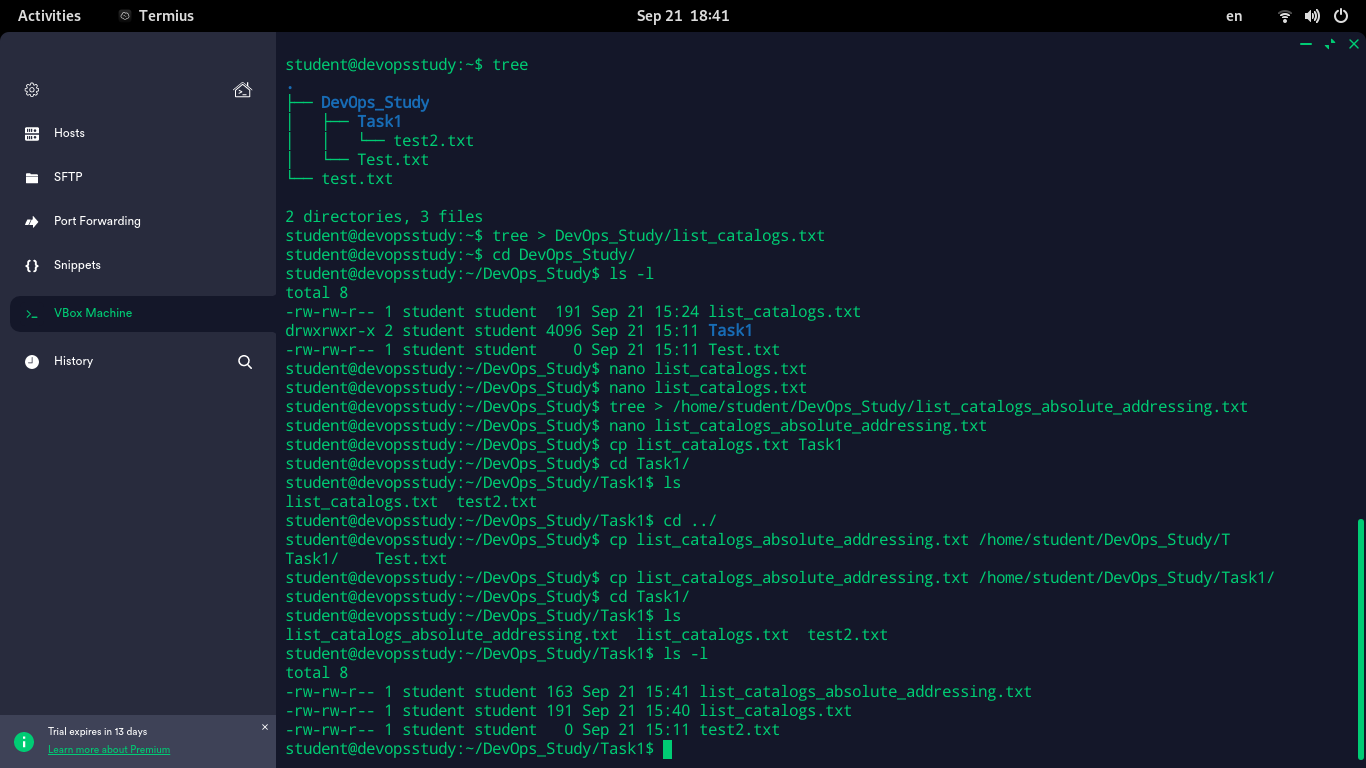 Activities
Termius
Sep 21 18:41
en
Hosts
SFTP
Port Forwarding
Snippets
VBox Machine
History
Trial expires in 13 days
Learn more about Premium
student@devopsstudy:~$ tree
.
├── DevOps_Study
│   ├── Task1
│   │   └── test2.txt
│   └── Test.txt
└── test.txt
2 directories, 3 files
student@devopsstudy:~$ tree > DevOps_Study/list_catalogs.txt
student@devopsstudy:~$ cd DevOps_Study/
student@devopsstudy:~/DevOps_Study$ ls -l
total 8
-rw-rw-r-- 1 student student  191 Sep 21 15:24 list_catalogs.txt
drwxrwxr-x 2 student student 4096 Sep 21 15:11 Task1
-rw-rw-r-- 1 student student    0 Sep 21 15:11 Test.txt
student@devopsstudy:~/DevOps_Study$ nano list_catalogs.txt
student@devopsstudy:~/DevOps_Study$ nano list_catalogs.txt
student@devopsstudy:~/DevOps_Study$ tree > /home/student/DevOps_Study/list_catalogs_absolute_addressing.txt
student@devopsstudy:~/DevOps_Study$ nano list_catalogs_absolute_addressing.txt
student@devopsstudy:~/DevOps_Study$ cp list_catalogs.txt Task1
student@devopsstudy:~/DevOps_Study$ cd Task1/
student@devopsstudy:~/DevOps_Study/Task1$ ls
list_catalogs.txt  test2.txt
student@devopsstudy:~/DevOps_Study/Task1$ cd ../
student@devopsstudy:~/DevOps_Study$ cp list_catalogs_absolute_addressing.txt /home/student/DevOps_Study/T
Task1/    Test.txt
student@devopsstudy:~/DevOps_Study$ cp list_catalogs_absolute_addressing.txt /home/student/DevOps_Study/Task1/
student@devopsstudy:~/DevOps_Study$ cd Task1/
student@devopsstudy:~/DevOps_Study/Task1$ ls
list_catalogs_absolute_addressing.txt  list_catalogs.txt  test2.txt
student@devopsstudy:~/DevOps_Study/Task1$ ls -l
total 8
-rw-rw-r-- 1 student student 163 Sep 21 15:41 list_catalogs_absolute_addressing.txt
-rw-rw-r-- 1 student student 191 Sep 21 15:40 list_catalogs.txt
-rw-rw-r-- 1 student student   0 Sep 21 15:11 test2.txt
student@devopsstudy:~/DevOps_Study/Task1$